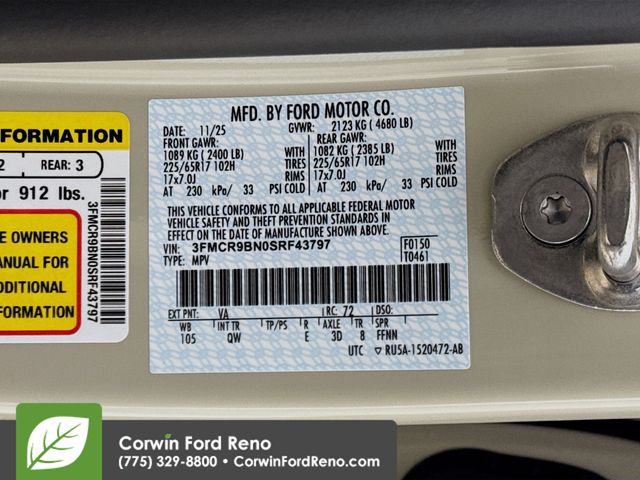 FORMATION
2
REAR: 3
or 912 lbs.
E OWNERS
ANUAL FOR
DDITIONAL
FORMATION
3FMCR9BN0SRF43797
MFD. BY FORD MOTOR CO.
DATE: 11/25 GVWR: 2123 KG ( 4680 LB)
FRONT GAWR: REAR GAWR:
1089 KG ( 2400 LB) WITH 1082 KG ( 2385 LB) WITH
225/65R17 102H TIRES 225/65R17 102H TIRES
17x7.0J RIMS 17x7.0J RIMS
AT 230 kPa/ 33 PSI COLD AT 230 kPa/ 33 PSI COLD
THIS VEHICLE CONFORMS TO ALL APPLICABLE FEDERAL MOTOR
VEHICLE SAFETY AND THEFT PREVENTION STANDARDS IN
EFFECT ON THE DATE OF MANUFACTURE SHOWN ABOVE.
VIN: 3FMCR9BN0SRF43797 F0150
TYPE: MPV T0461
EXT PNT: VA RC: 72 DSO:
WB INT TR TP/PS R AXLE TR SPR
105 QW E 3D 8 FFNN
UTC ▽ RU5A-1520472-AB
Corwin Ford Reno
(775) 329-8800 • CorwinFordReno.com